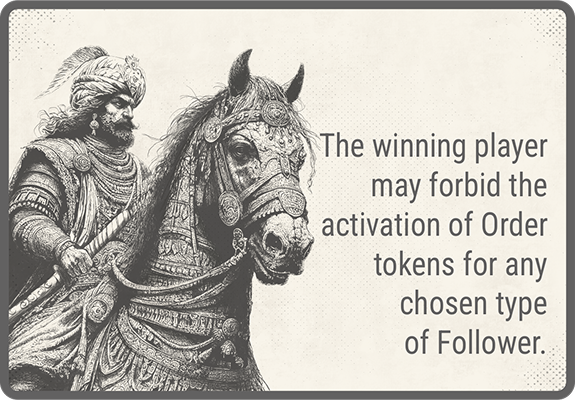 The winning player
may forbid the
activation of Order
tokens for any
chosen type
of Follower.